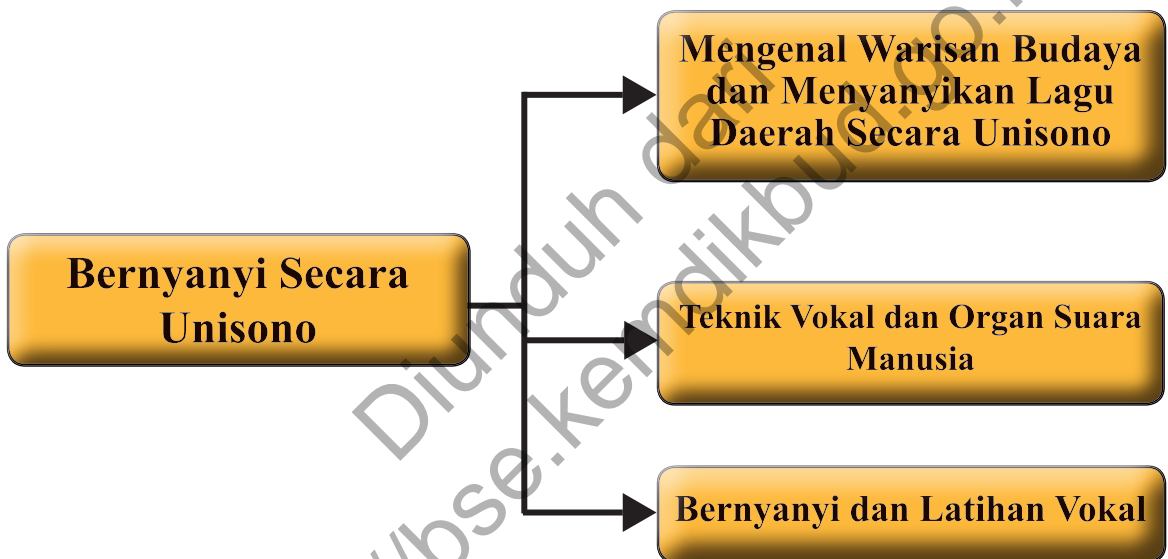 Mengenal Warisan Budaya
dan Menyanyikan Lagu
Daerah Secara Unisono
Bernyanyi Secara
Unisono
Teknik Vokal dan Organ Suara
Manusia
Bernyanyi dan Latihan Vokal
Diunduh dari
//bse.kemdikbud.go.